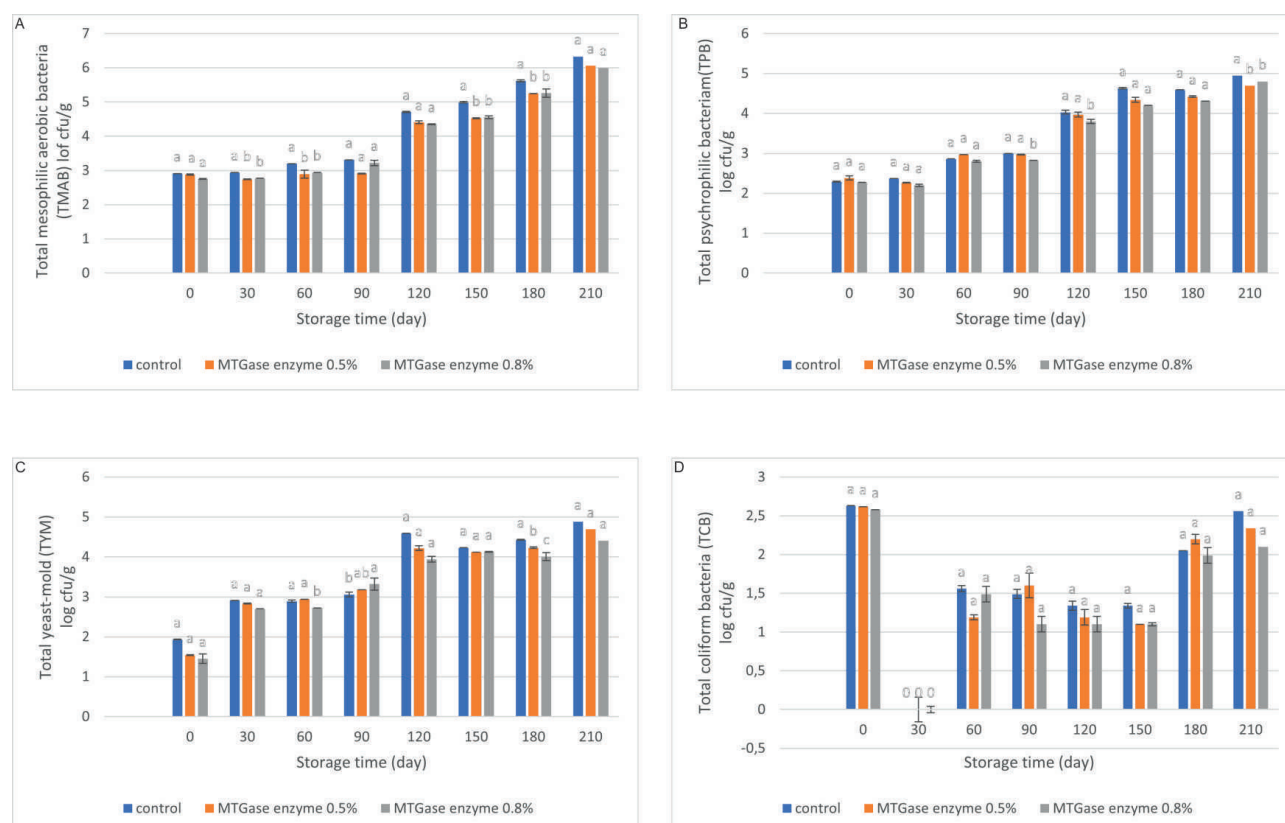 A
Total mesophilic aerobic bacteria
(TMAB) lof cfu/g
7
6
5
4
3
2
1
0
a a a
a b b
a b b
a a a
a a a
a b b
a b b
a a a
0 30 60 90 120 150 180 210
Storage time (day)
control MTGase enzyme 0.5% MTGase enzyme 0.8%
B
Total psychrophilic bacteriam(TPB)
log cfu/g
6
5
4
3
2
1
0
a a a
a a a
a a a
a a b
a a b
a a a
a a a
a b b
0 30 60 90 120 150 180 210
Storage time (day)
control MTGase enzyme 0.5% MTGase enzyme 0.8%
C
Total yeast-mold (TYM)
log cfu/g
6
5
4
3
2
1
0
a a a
a a a
a a b
b ab a
a a a
a a a
a b c
a a a
0 30 60 90 120 150 180 210
Storage time (day)
control MTGase enzyme 0.5% MTGase enzyme 0.8%
D
Total coliform bacteria (TCB)
log cfu/g
3
2,5
2
1,5
1
0,5
0
-0,5
a a a
0 0 0
a a a
a a a
a a a
a a a
a a a
a a a
0 30 60 90 120 150 180 210
Storage time (day)
control MTGase enzyme 0.5% MTGase enzyme 0.8%